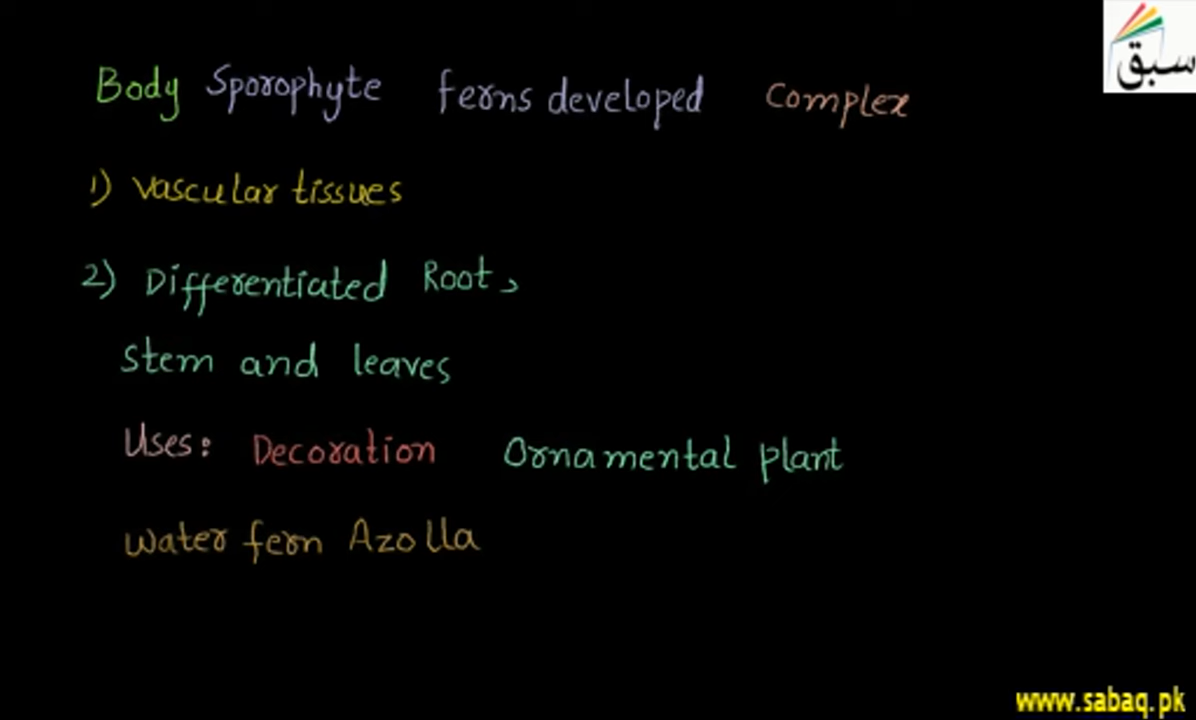 سبق
Body Sporophyte ferns developed Complex
1) Vascular tissues
2) Differentiated Root,
Stem and leaves
Uses: Decoration Ornamental plant
water fern Azolla
www.sabaq.pk